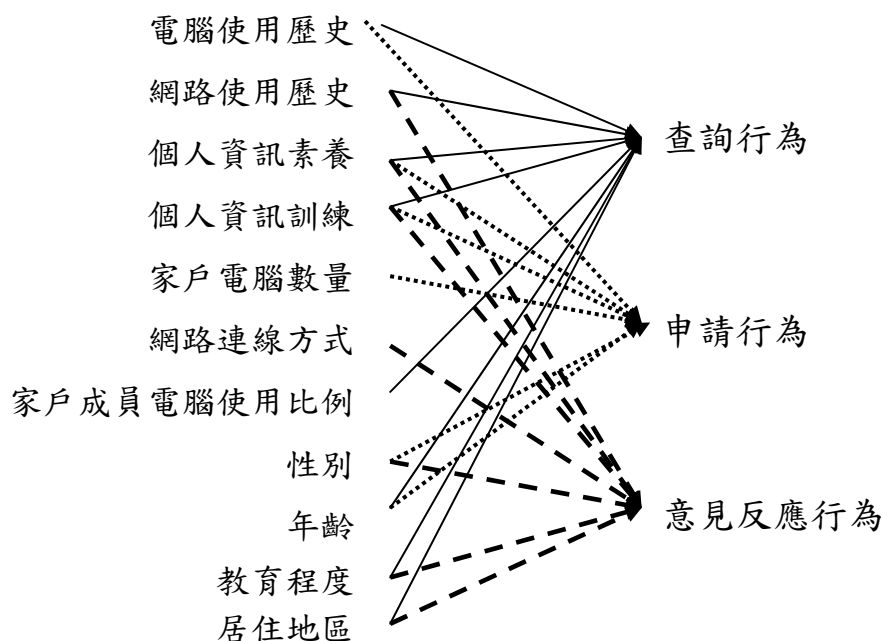 電腦使用歷史
網路使用歷史
個人資訊素養
個人資訊訓練
家戶電腦數量
網路連線方式
家戶成員電腦使用比例
性別
年齡
教育程度
居住地區
查詢行為
申請行為
意見反應行為